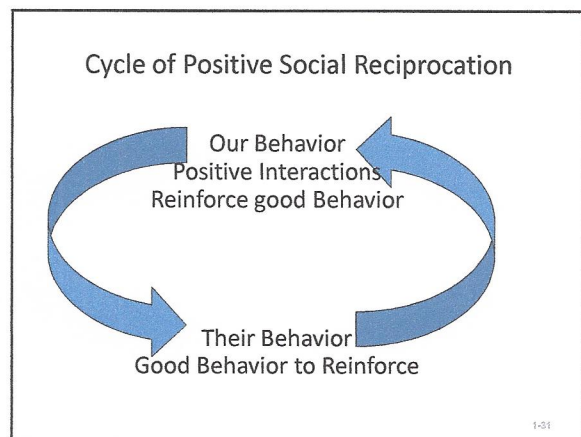 Cycle of Positive Social Reciprocation
Our Behavior
Positive Interactions
Reinforce good Behavior
Their Behavior
Good Behavior to Reinforce
1-31